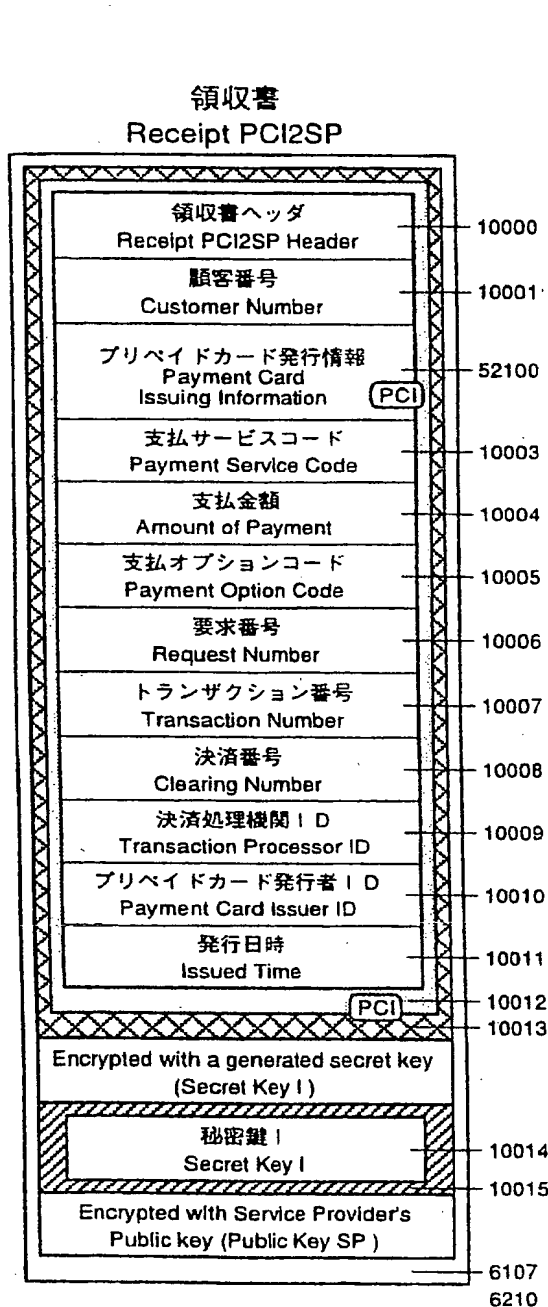 領収書
Receipt PCI2SP
領収書ヘッダ
Receipt PCI2SP Header
10000
顧客番号
Customer Number
10001
プリペイドカード発行情報
Payment Card
Issuing Information
PCI
52100
支払サービスコード
Payment Service Code
10003
支払金額
Amount of Payment
10004
支払オプションコード
Payment Option Code
10005
要求番号
Request Number
10006
トランザクション番号
Transaction Number
10007
決済番号
Clearing Number
10008
決済処理機関ID
Transaction Processor ID
10009
プリペイドカード発行者ID
Payment Card Issuer ID
10010
発行日時
Issued Time
10011
PCI
10012
10013
Encrypted with a generated secret key
(Secret Key I)
秘密鍵I
Secret Key I
10014
10015
Encrypted with Service Provider's
Public key (Public Key SP )
6107
6210